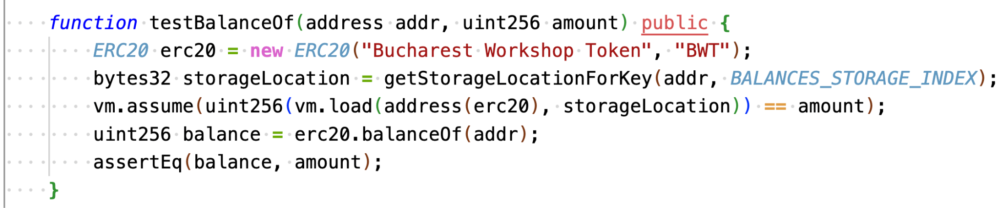 function testBalanceOf(address addr, uint256 amount) public {
ERC20 erc20 = new ERC20("Bucharest Workshop Token", "BWT");
bytes32 storageLocation = getStorageLocationForKey(addr, BALANCES_STORAGE_INDEX);
vm.assume(uint256(vm.load(address(erc20), storageLocation)) == amount);
uint256 balance = erc20.balanceOf(addr);
assertEq(balance, amount);
}